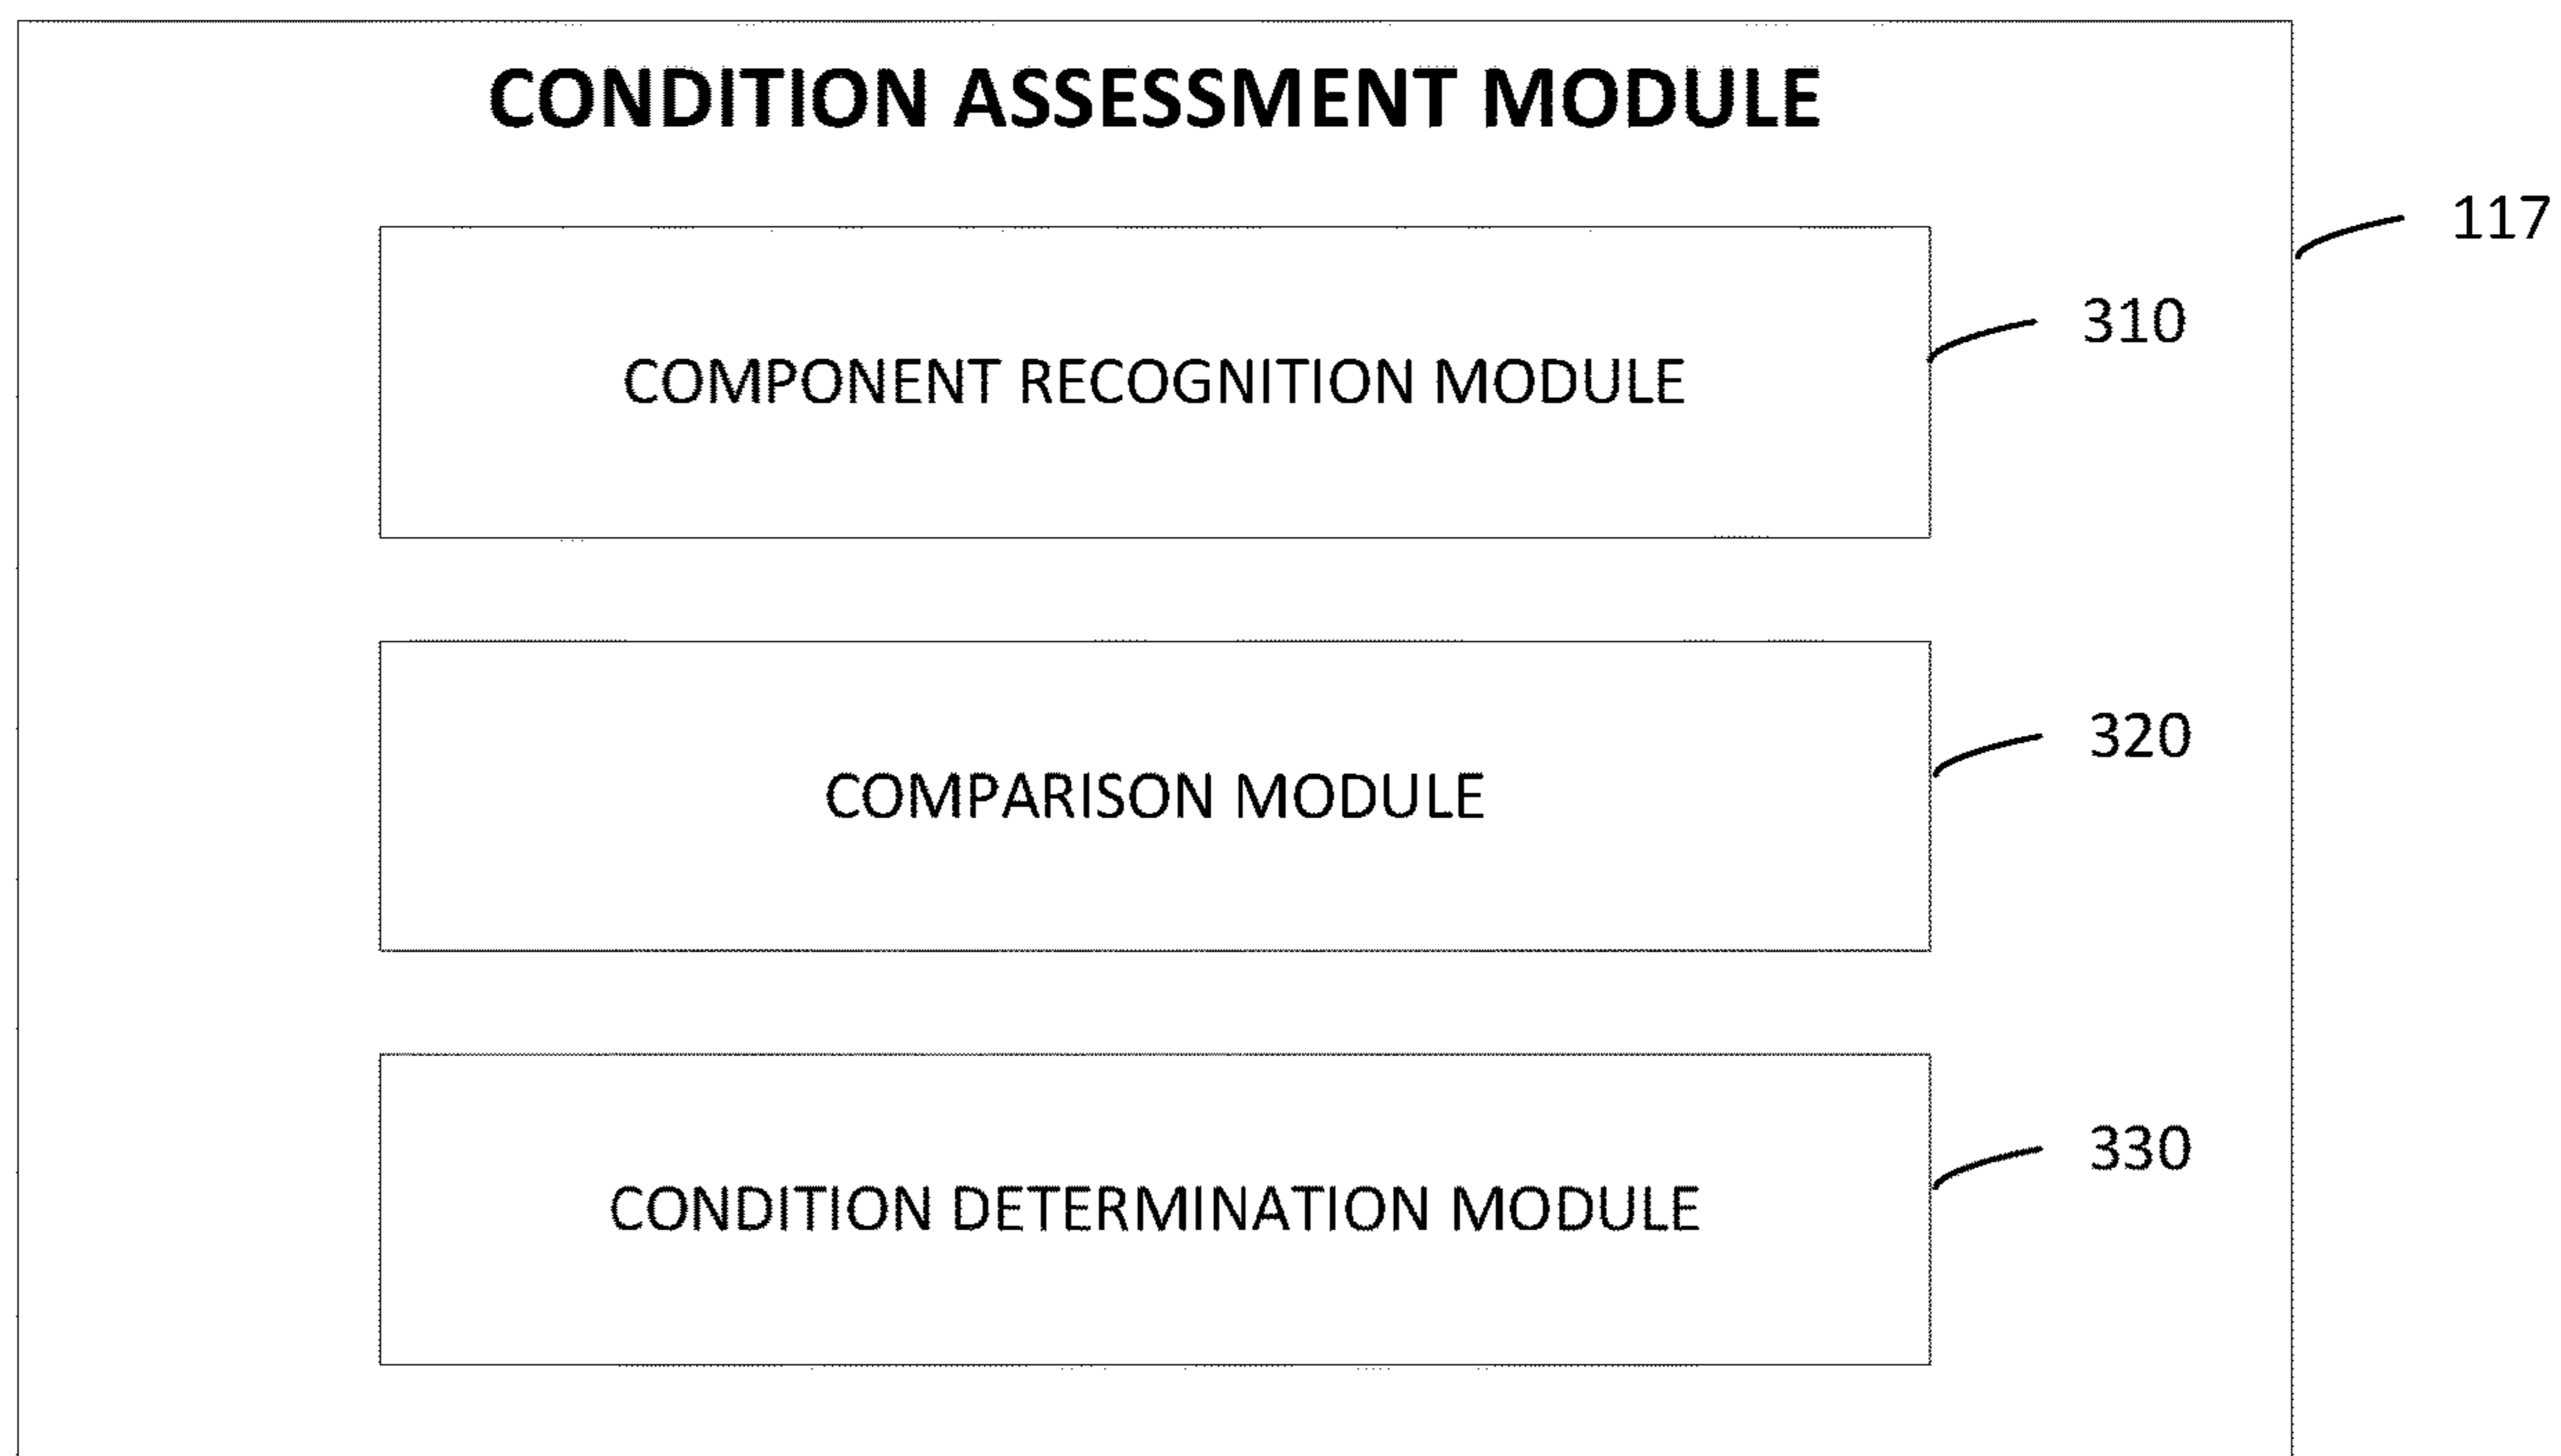 CONDITION ASSESSMENT MODULE
117
310
COMPONENT RECOGNITION MODULE
320
COMPARISON MODULE
330
CONDITION DETERMINATION MODULE